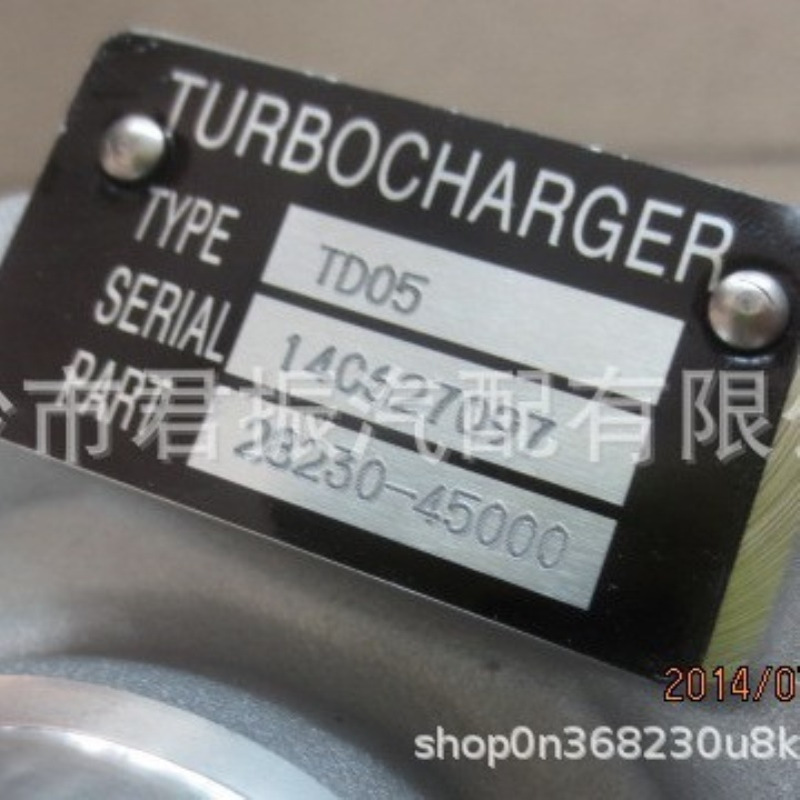 TURBOCHARGER
TYPE TD05
SERIAL
PART 28230-45000
市君振汽配有限
2014/07
shop0n368230u8k